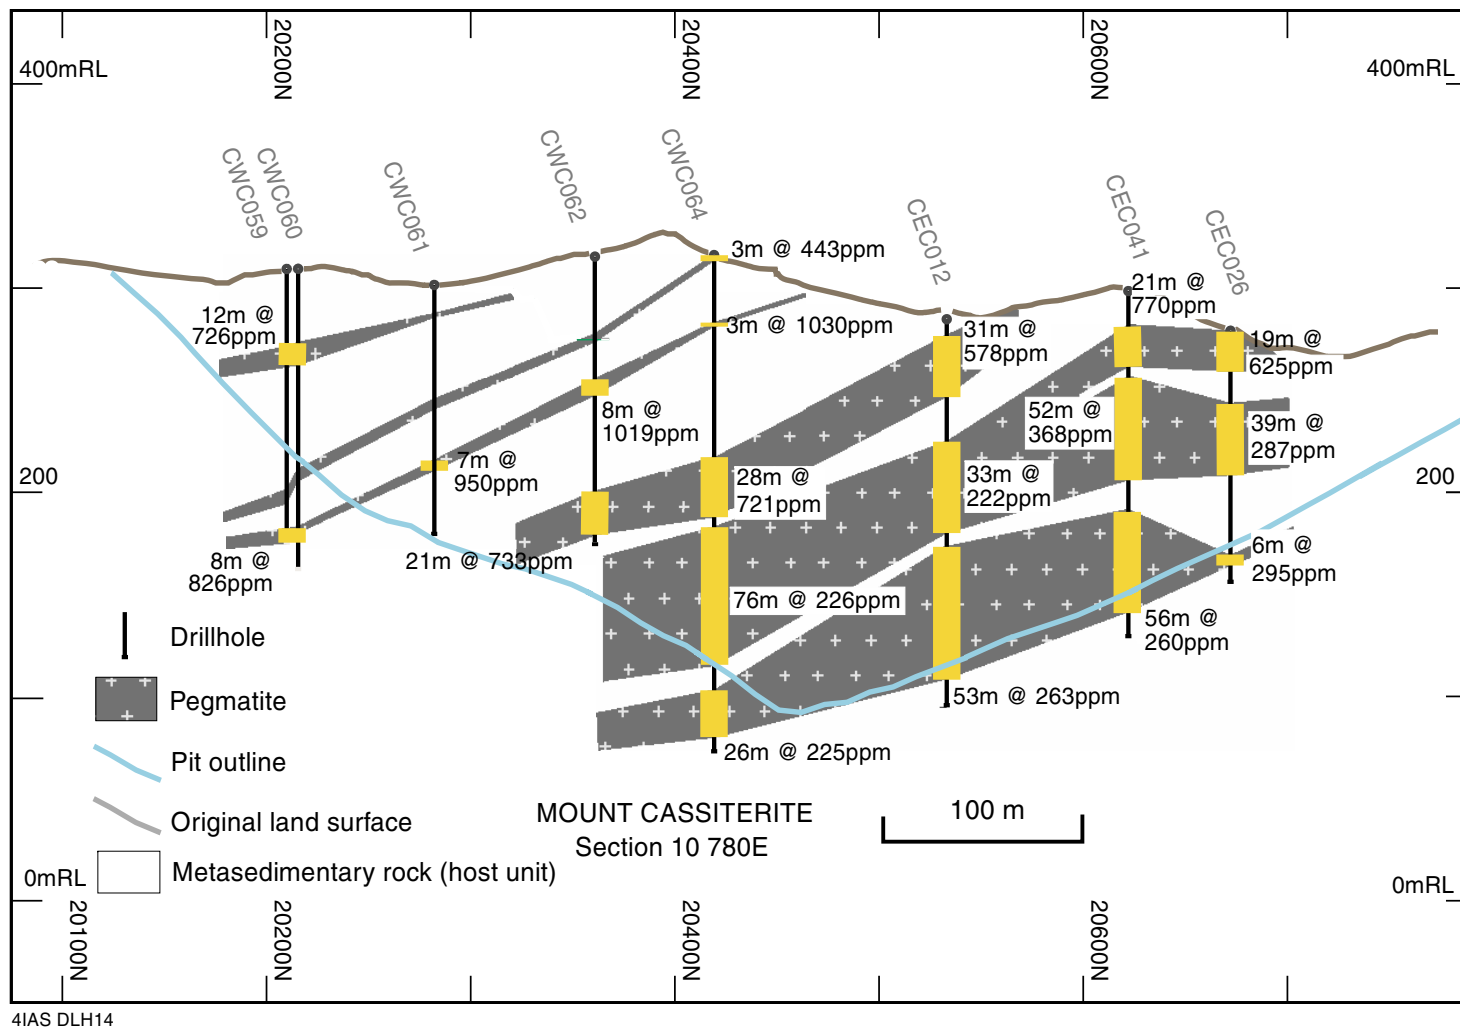 20200N
20400N
20600N
400mRL
400mRL
CWC059
CWC060
CWC061
CWC062
CWC064
CEC012
CEC041
CEC026
3m @ 443ppm
21m @
770ppm
12m @
726ppm
3m @ 1030ppm
31m @
578ppm
19m @
625ppm
8m @
1019ppm
52m @
368ppm
39m @
287ppm
7m @
950ppm
28m @
721ppm
33m @
222ppm
200
200
8m @
826ppm
21m @ 733ppm
6m @
295ppm
76m @ 226ppm
56m @
260ppm
53m @ 263ppm
26m @ 225ppm
Drillhole
Pegmatite
Pit outline
Original land surface
Metasedimentary rock (host unit)
MOUNT CASSITERITE
Section 10 780E
100 m
0mRL
0mRL
20100N
20200N
20400N
20600N
4IAS DLH14